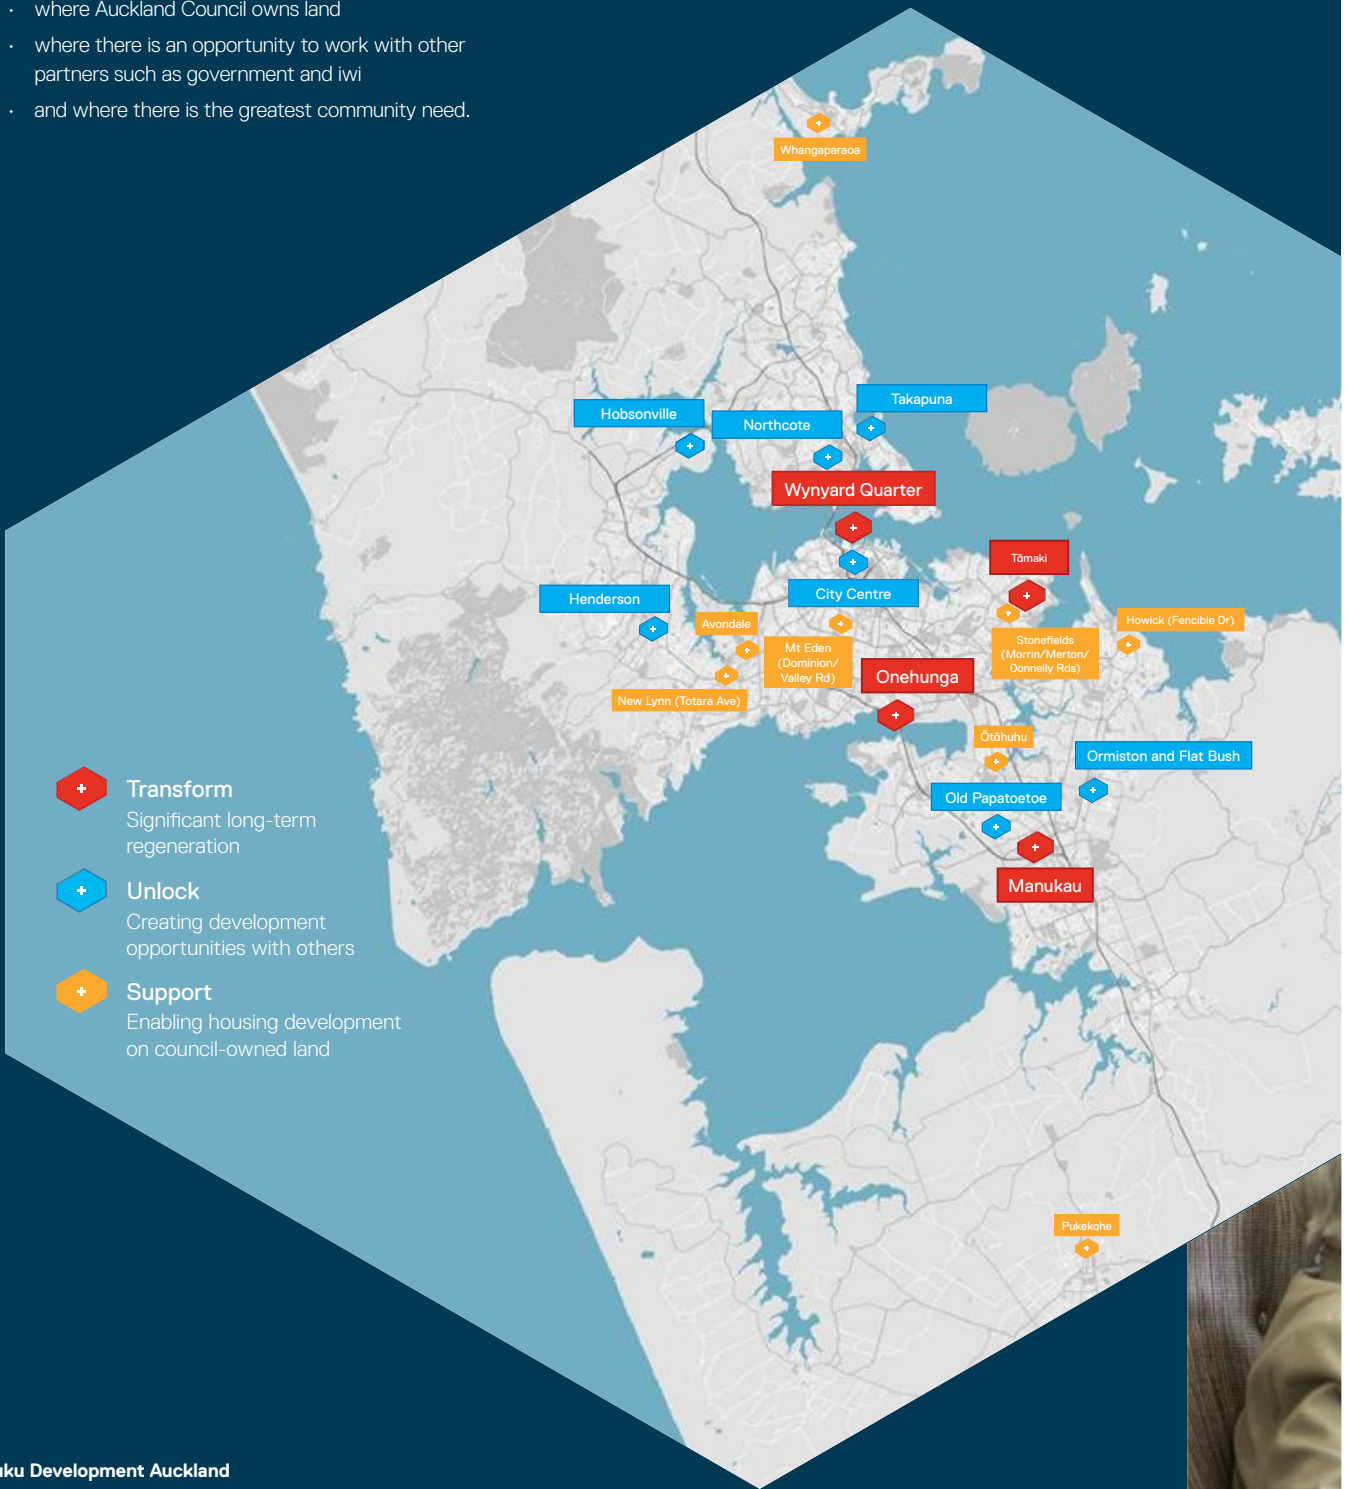 • where Auckland Council owns land
• where there is an opportunity to work with other
partners such as government and iwi
• and where there is the greatest community need.
Whangaparaoa
Takapuna
Hobsonville
Northcote
Wynyard Quarter
Tāmaki
City Centre
Henderson
Avondale
Howick (Fencible Dr)
Mt Eden
(Dominion/
Valley Rd)
Stonefields
(Morrin/Merton/
Donnelly Rds)
Onehunga
New Lynn (Totara Ave)
Ōtāhuhu
Ormiston and Flat Bush
Old Papatoetoe
Manukau
Transform
Significant long-term
regeneration
Unlock
Creating development
opportunities with others
Support
Enabling housing development
on council-owned land
Pukekohe
uku Development Auckland